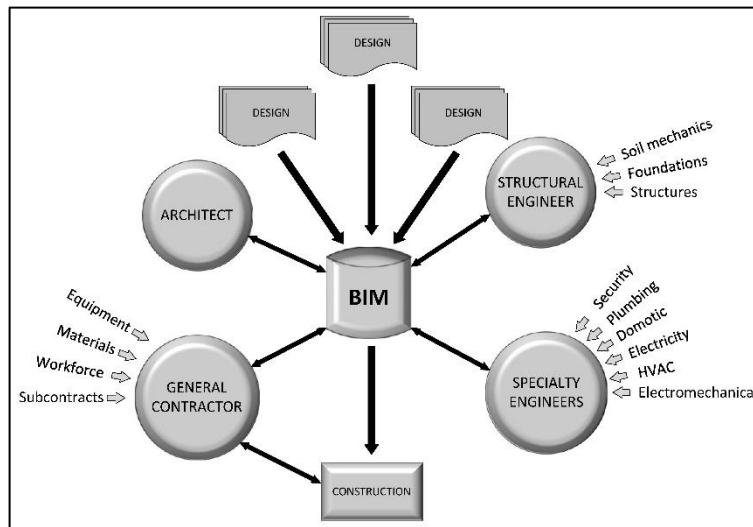 DESIGN
DESIGN
DESIGN
Soil mechanics
Foundations
Structures
STRUCTURAL
ENGINEER
ARCHITECT
BIM
Equipment
Materials
Workforce
Subcontracts
GENERAL
CONTRACTOR
Security
Plumbing
Domotic
Electricity
HVAC
Electromechanica
SPECIALTY
ENGINEERS
CONSTRUCTION